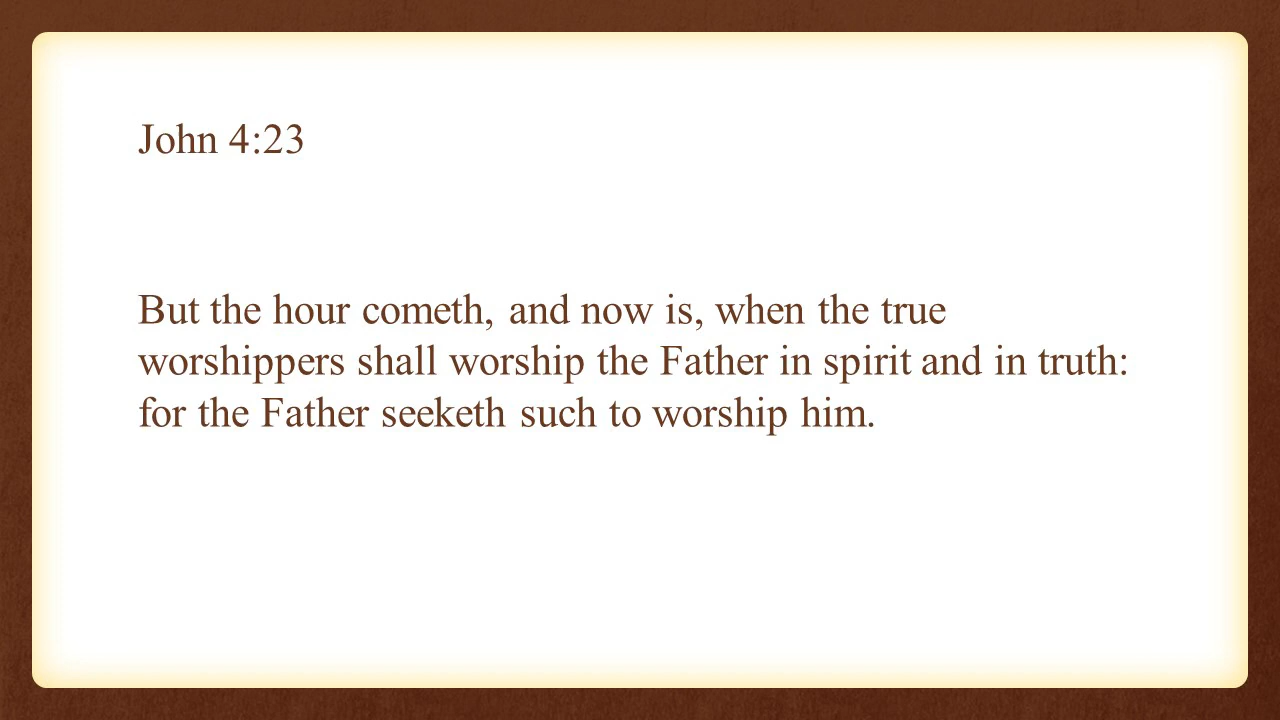 John 4:23
But the hour cometh, and now is, when the true
worshippers shall worship the Father in spirit and in truth:
for the Father seeketh such to worship him.